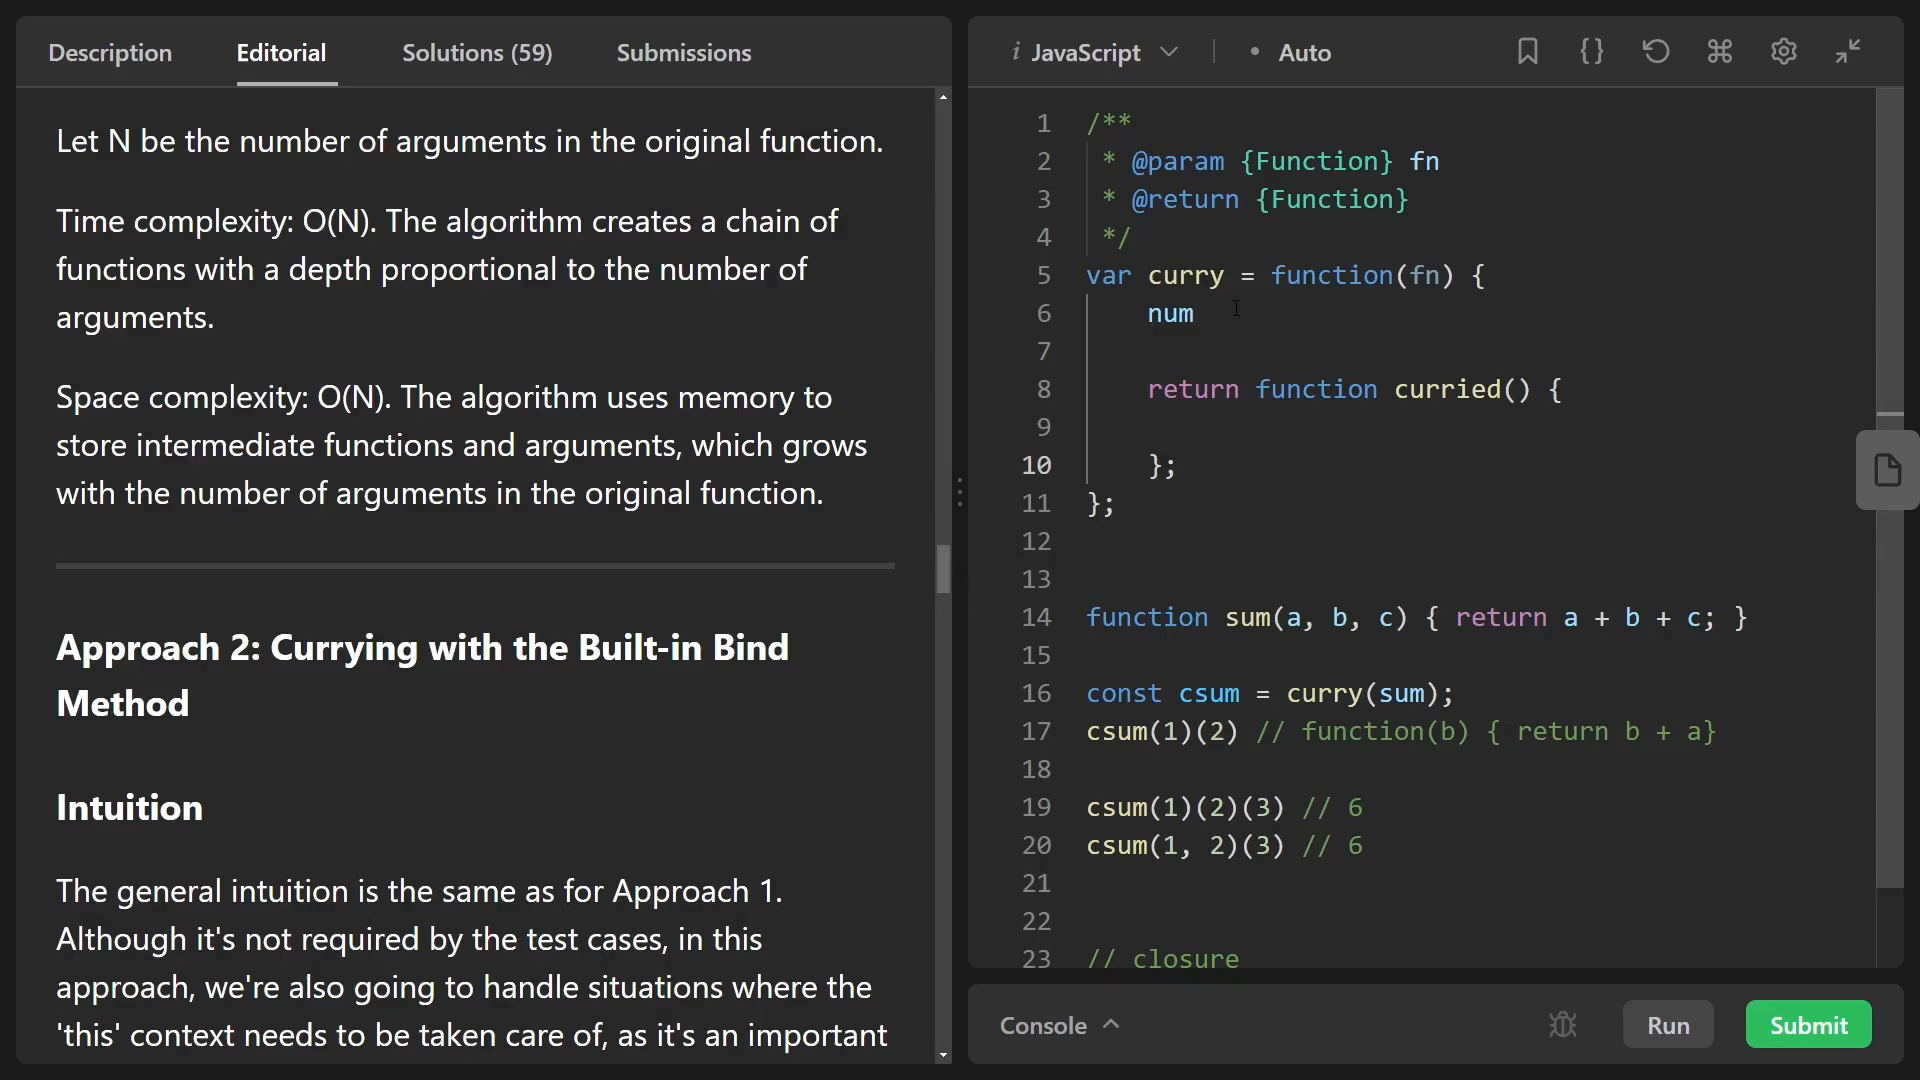 Description Editorial Solutions (59) Submissions
Let N be the number of arguments in the original function.
Time complexity: O(N). The algorithm creates a chain of
functions with a depth proportional to the number of
arguments.
Space complexity: O(N). The algorithm uses memory to
store intermediate functions and arguments, which grows
with the number of arguments in the original function.
Approach 2: Currying with the Built-in Bind
Method
Intuition
The general intuition is the same as for Approach 1.
Although it's not required by the test cases, in this
approach, we're also going to handle situations where the
'this' context needs to be taken care of, as it's an important
i JavaScript • Auto
1 /**
2 * @param {Function} fn
3 * @return {Function}
4 */
5 var curry = function(fn) {
6 num
7
8 return function curried() {
9
10 };
11 };
12
13
14 function sum(a, b, c) { return a + b + c; }
15
16 const csum = curry(sum);
17 csum(1)(2) // function(b) { return b + a}
18
19 csum(1)(2)(3) // 6
20 csum(1, 2)(3) // 6
21
22
23 // closure
Console Run Submit